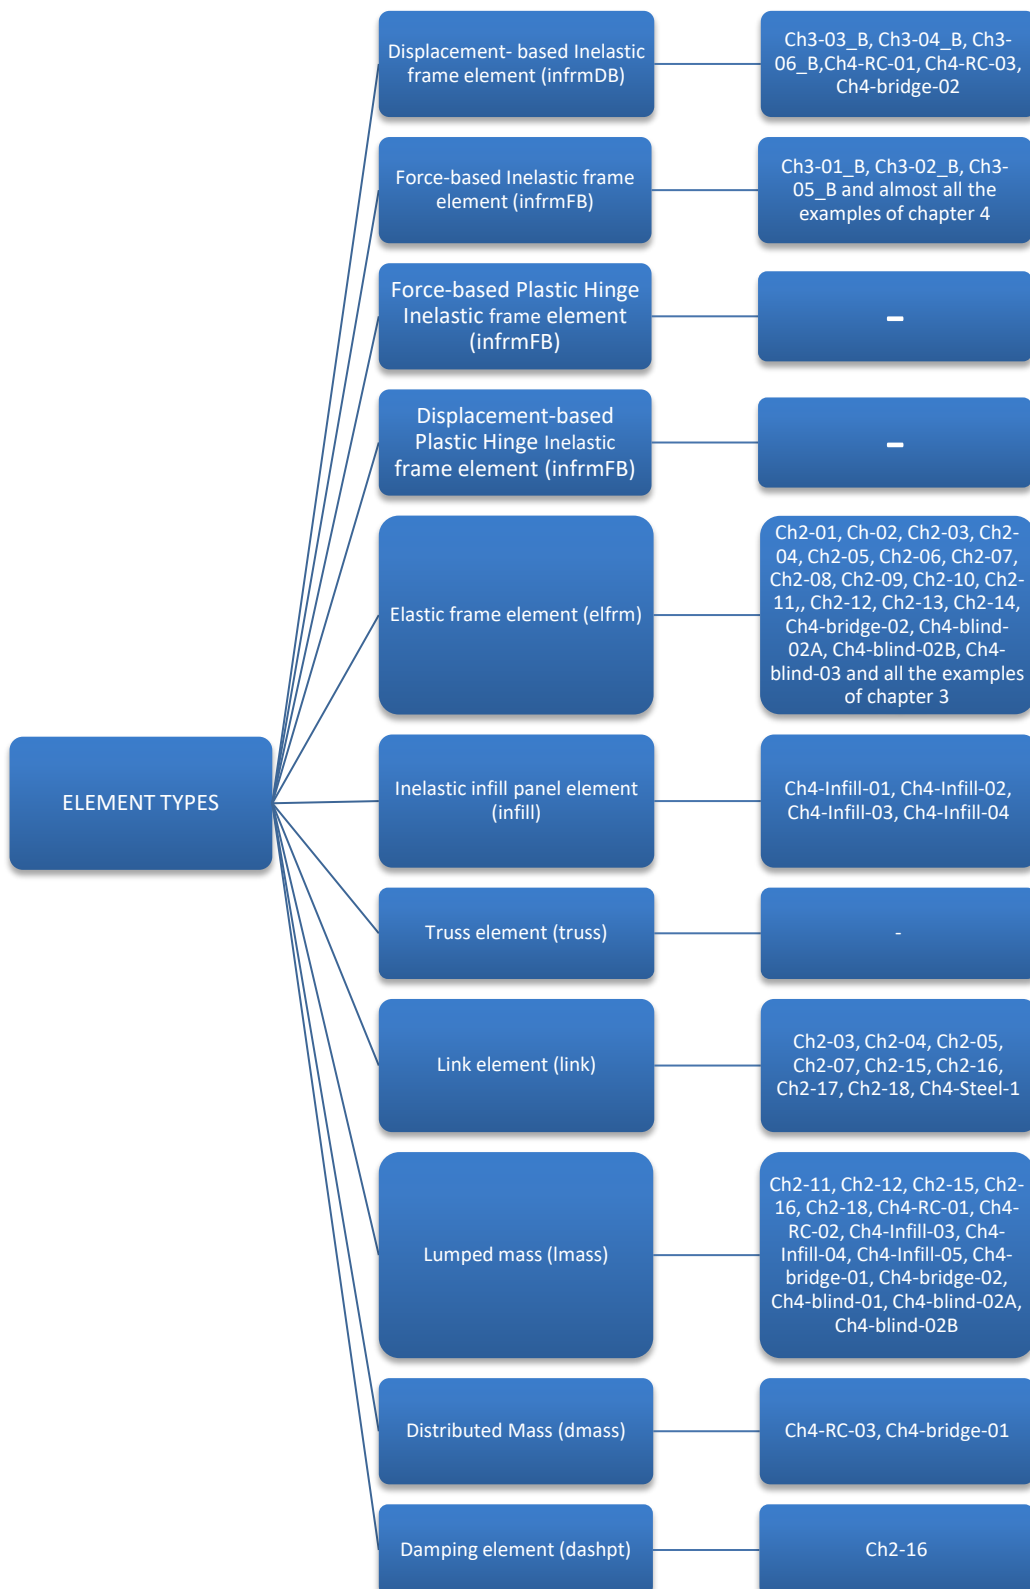 Displacement- based Inelastic
frame element (infrmDB)
Ch3-03_B, Ch3-04_B, Ch3-
06_B,Ch4-RC-01, Ch4-RC-03,
Ch4-bridge-02
Force-based Inelastic frame
element (infrmFB)
Ch3-01_B, Ch3-02_B, Ch3-
05_B and almost all the
examples of chapter 4
Force-based Plastic Hinge
Inelastic frame element
(infrmFB)
-
Displacement-based
Plastic Hinge Inelastic
frame element (infrmFB)
-
Elastic frame element (elfrm)
Ch2-01, Ch-02, Ch2-03, Ch2-
04, Ch2-05, Ch2-06, Ch2-07,
Ch2-08, Ch2-09, Ch2-10, Ch2-
11,, Ch2-12, Ch2-13, Ch2-14,
Ch4-bridge-02, Ch4-blind-
02A, Ch4-blind-02B, Ch4-
blind-03 and all the examples
of chapter 3
ELEMENT TYPES
Inelastic infill panel element
(infill)
Ch4-Infill-01, Ch4-Infill-02,
Ch4-Infill-03, Ch4-Infill-04
Truss element (truss)
-
Link element (link)
Ch2-03, Ch2-04, Ch2-05,
Ch2-07, Ch2-15, Ch2-16,
Ch2-17, Ch2-18, Ch4-Steel-1
Lumped mass (lmass)
Ch2-11, Ch2-12, Ch2-15, Ch2-
16, Ch2-18, Ch4-RC-01, Ch4-
RC-02, Ch4-Infill-03, Ch4-
Infill-04, Ch4-Infill-05, Ch4-
bridge-01, Ch4-bridge-02,
Ch4-blind-01, Ch4-blind-02A,
Ch4-blind-02B
Distributed Mass (dmass)
Ch4-RC-03, Ch4-bridge-01
Damping element (dashpt)
Ch2-16